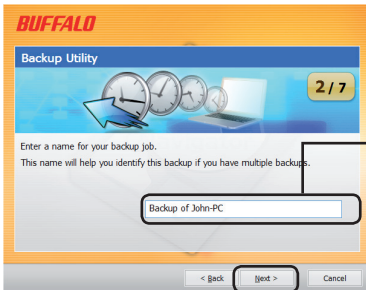 BUFFALO
Backup Utility
2 / 7
Enter a name for your backup job.
This name will help you identify this backup if you have multiple backups.
Backup of John-PC
< Back Next > Cancel